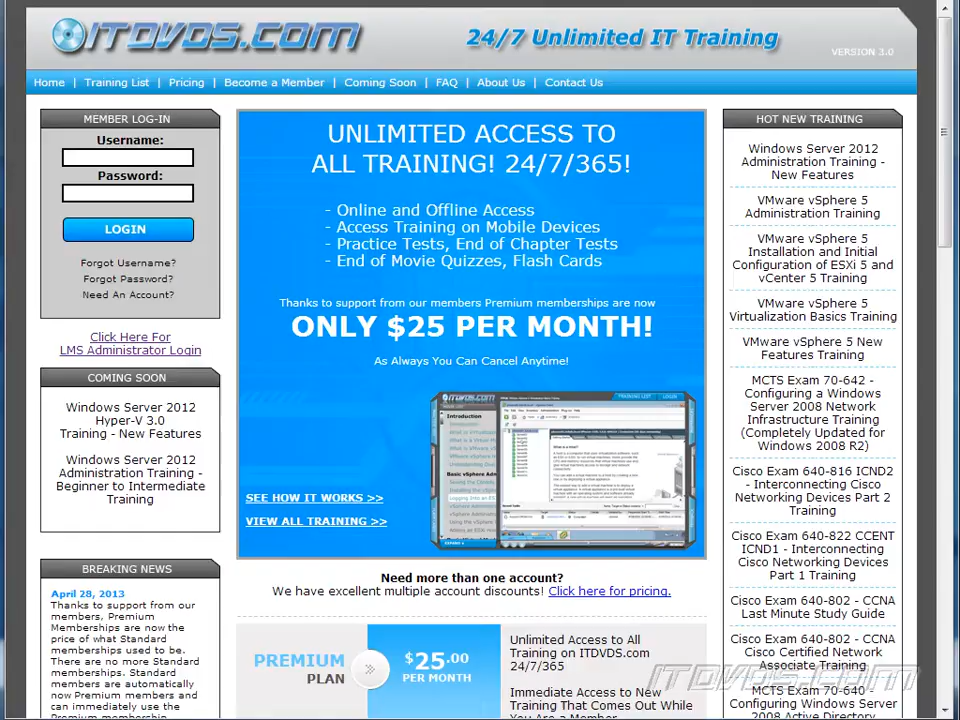 ITDVDS.COM
24/7 Unlimited IT Training
VERSION 3.0
Home | Training List | Pricing | Become a Member | Coming Soon | FAQ | About Us | Contact Us
MEMBER LOG-IN
Username:
Password:
LOGIN
Forgot Username?
Forgot Password?
Need An Account?
Click Here For
LMS Administrator Login
COMING SOON
Windows Server 2012
Hyper-V 3.0
Training - New Features
Windows Server 2012
Administration Training -
Beginner to Intermediate
Training
BREAKING NEWS
April 28, 2013
Thanks to support from our
members, Premium
Memberships are now the
price of what Standard
memberships used to be.
There are no more Standard
memberships. Standard
members are automatically
now Premium members and
can immediately use the
Premium membership
UNLIMITED ACCESS TO
ALL TRAINING! 24/7/365!
- Online and Offline Access
- Access Training on Mobile Devices
- Practice Tests, End of Chapter Tests
- End of Movie Quizzes, Flash Cards
Thanks to support from our members Premium memberships are now
ONLY $25 PER MONTH!
As Always You Can Cancel Anytime!
SEE HOW IT WORKS >>
VIEW ALL TRAINING >>
ITDVDS.COM
TRAINING LIST
LOGIN
Introduction
Need more than one account?
We have excellent multiple account discounts! Click here for pricing.
PREMIUM
PLAN
$25.00
PER MONTH
Unlimited Access to All
Training on ITDVDS.com
24/7/365
Immediate Access to New
Training That Comes Out While
You Are a Member
HOT NEW TRAINING
Windows Server 2012
Administration Training -
New Features
VMware vSphere 5
Administration Training
VMware vSphere 5
Installation and Initial
Configuration of ESXi 5 and
vCenter 5 Training
VMware vSphere 5
Virtualization Basics Training
VMware vSphere 5 New
Features Training
MCTS Exam 70-642 -
Configuring a Windows
Server 2008 Network
Infrastructure Training
(Completely Updated for
Windows 2008 R2)
Cisco Exam 640-816 ICND2
- Interconnecting Cisco
Networking Devices Part 2
Training
Cisco Exam 640-822 CCENT
ICND1 - Interconnecting
Cisco Networking Devices
Part 1 Training
Cisco Exam 640-802 - CCNA
Last Minute Study Guide
Cisco Exam 640-802 - CCNA
Cisco Certified Network
Associate Training
MCTS Exam 70-640 -
Configuring Windows Server
2008 Active Directory
ITDVDS.COM